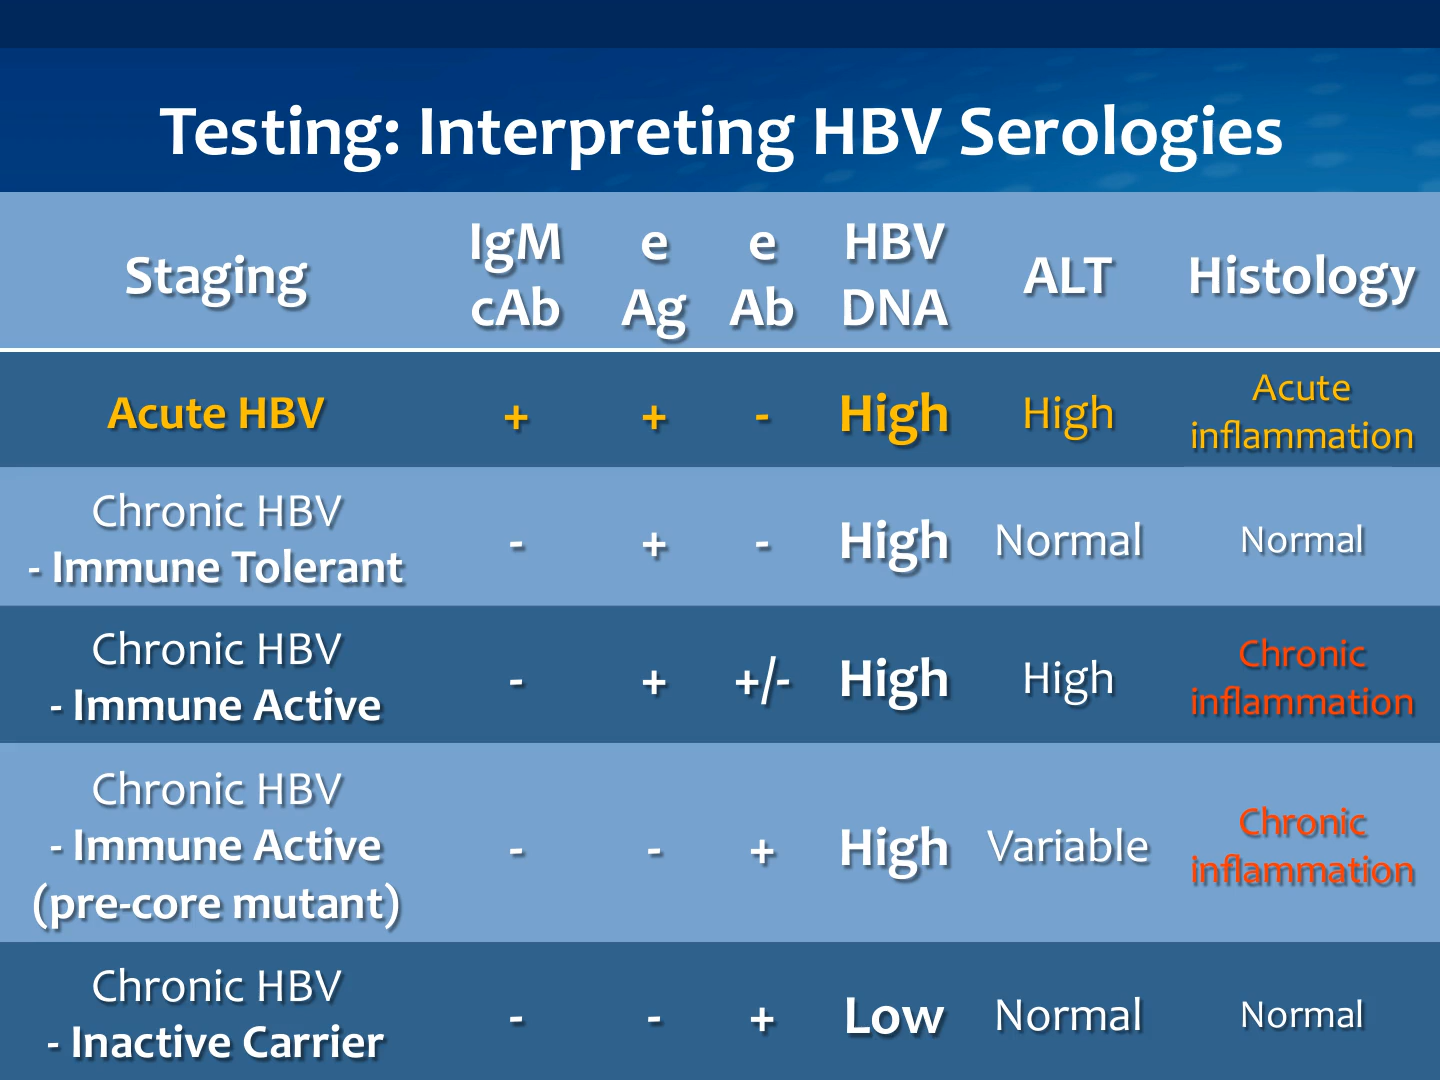 Testing: Interpreting HBV Serologies
Staging
IgM
cAb
e
Ag
e
Ab
HBV
DNA
ALT
Histology
Acute HBV
+
+
-
High
High
Acute
inflammation
Chronic HBV
- Immune Tolerant
-
+
-
High
Normal
Normal
Chronic HBV
- Immune Active
-
+
+/-
High
High
Chronic
inflammation
Chronic HBV
- Immune Active
(pre-core mutant)
-
-
+
High
Variable
Chronic
inflammation
Chronic HBV
- Inactive Carrier
-
-
+
Low
Normal
Normal